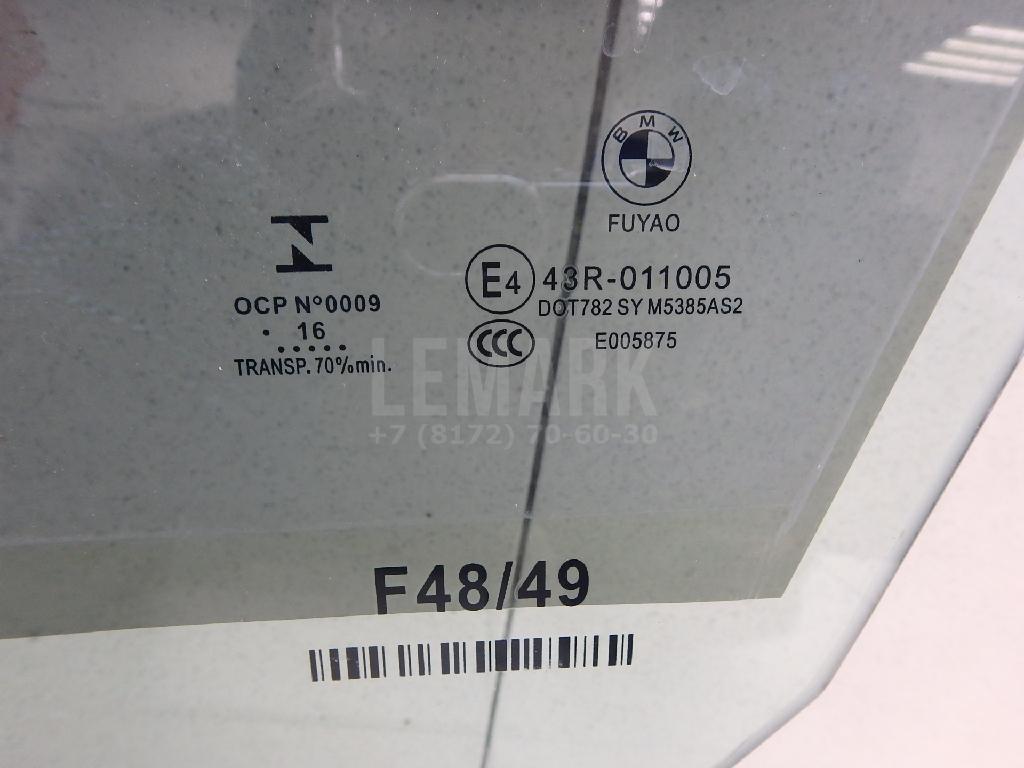 BMW
FUYAO
E4 43R-011005
DOT782 SY M5385AS2
CCC E005875
OCP Nº0009
. 16
.....
TRANSP. 70%min.
LEMARK
+7 (8172) 70-60-30
F48/49